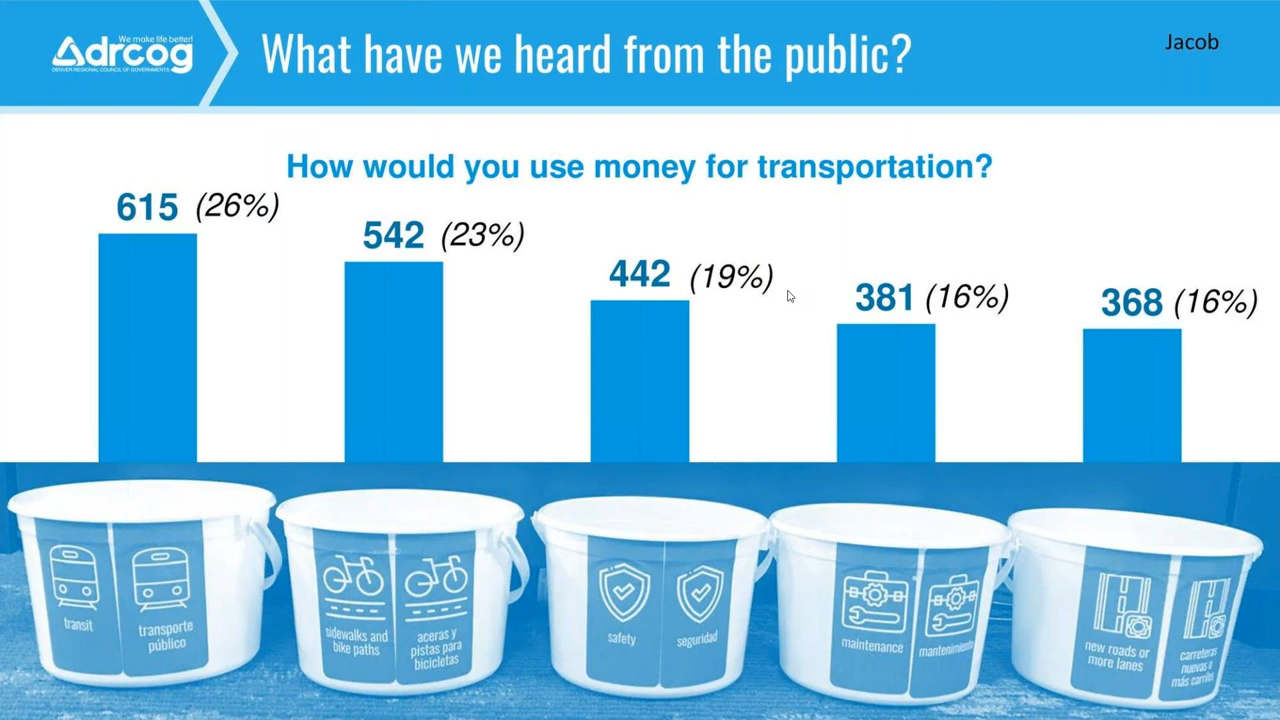 We make life better!
drcog
DENVER REGIONAL COUNCIL OF GOVERNMENTS
What have we heard from the public?
Jacob
How would you use money for transportation?
615 (26%)
542 (23%)
442 (19%)
381 (16%)
368 (16%)
transit
transporte
público
sidewalks and
bike paths
aceras y
pistas para
bicicletas
safety
seguridad
maintenance
mantenimiento
new roads or
more lanes
carreteras
nuevas o
más carriles